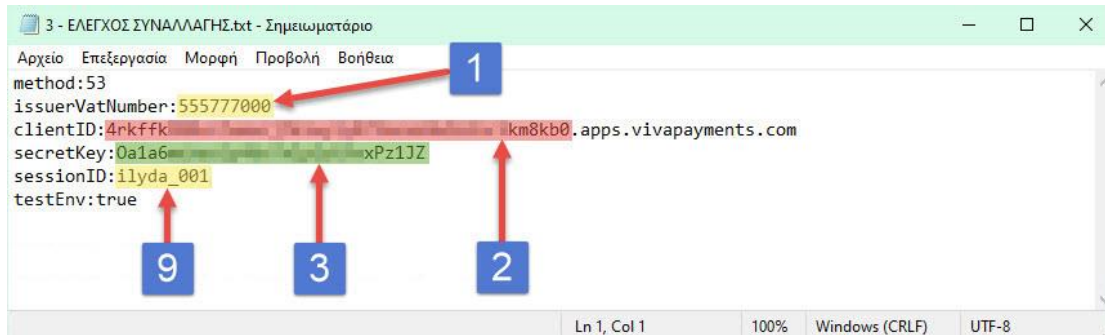 3 - ΕΛΕΓΧΟΣ ΣΥΝΑΛΛΑΓΗΣ.txt - Σημειωματάριο
Αρχείο Επεξεργασία Μορφή Προβολή Βοήθεια
1
method:53
issuerVatNumber:555777000
clientID:4rkffk km8kb0.apps.vivapayments.com
secretKey:0a1a6 xPz1JZ
sessionID:ilyda_001
testEnv:true
9 3 2
Ln 1, Col 1 100% Windows (CRLF) UTF-8